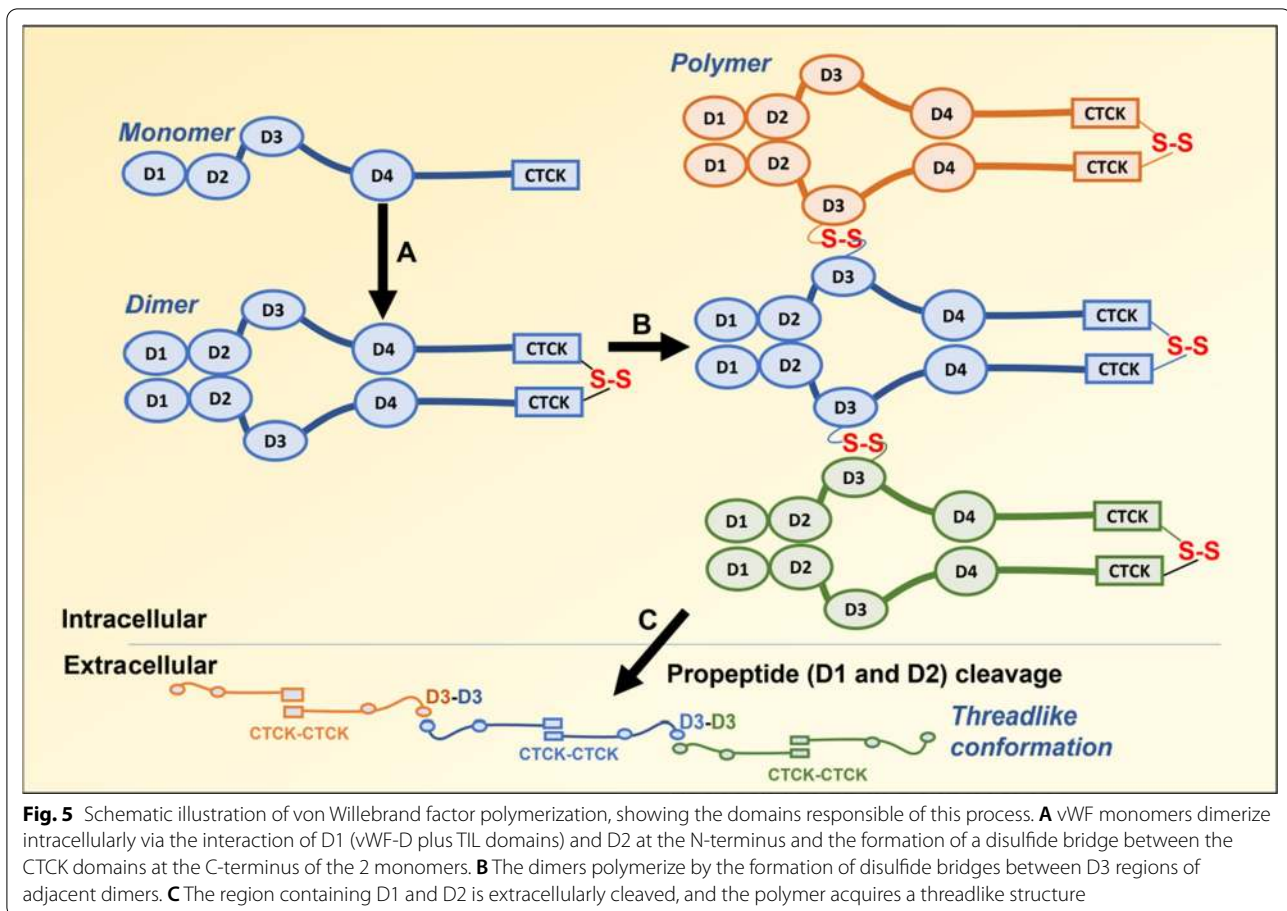 Monomer
D1 D2 D3 D4 CTCK
A
Dimer
D1 D2 D3 D4 CTCK
S-S
D1 D2 D3 D4 CTCK
B
Polymer
D1 D2 D3 D4 CTCK
S-S
D1 D2 D3 D4 CTCK
S-S
D1 D2 D3 D4 CTCK
S-S
D1 D2 D3 D4 CTCK
S-S
D1 D2 D3 D4 CTCK
S-S
D1 D2 D3 D4 CTCK
Intracellular
C
Extracellular
Propeptide (D1 and D2) cleavage
D3-D3
D3-D3
Threadlike
conformation
CTCK-CTCK
CTCK-CTCK
CTCK-CTCK
Fig. 5 Schematic illustration of von Willebrand factor polymerization, showing the domains responsible of this process. A vWF monomers dimerize
intracellularly via the interaction of D1 (vWF-D plus TIL domains) and D2 at the N-terminus and the formation of a disulfide bridge between the
CTCK domains at the C-terminus of the 2 monomers. B The dimers polymerize by the formation of disulfide bridges between D3 regions of
adjacent dimers. C The region containing D1 and D2 is extracellularly cleaved, and the polymer acquires a threadlike structure